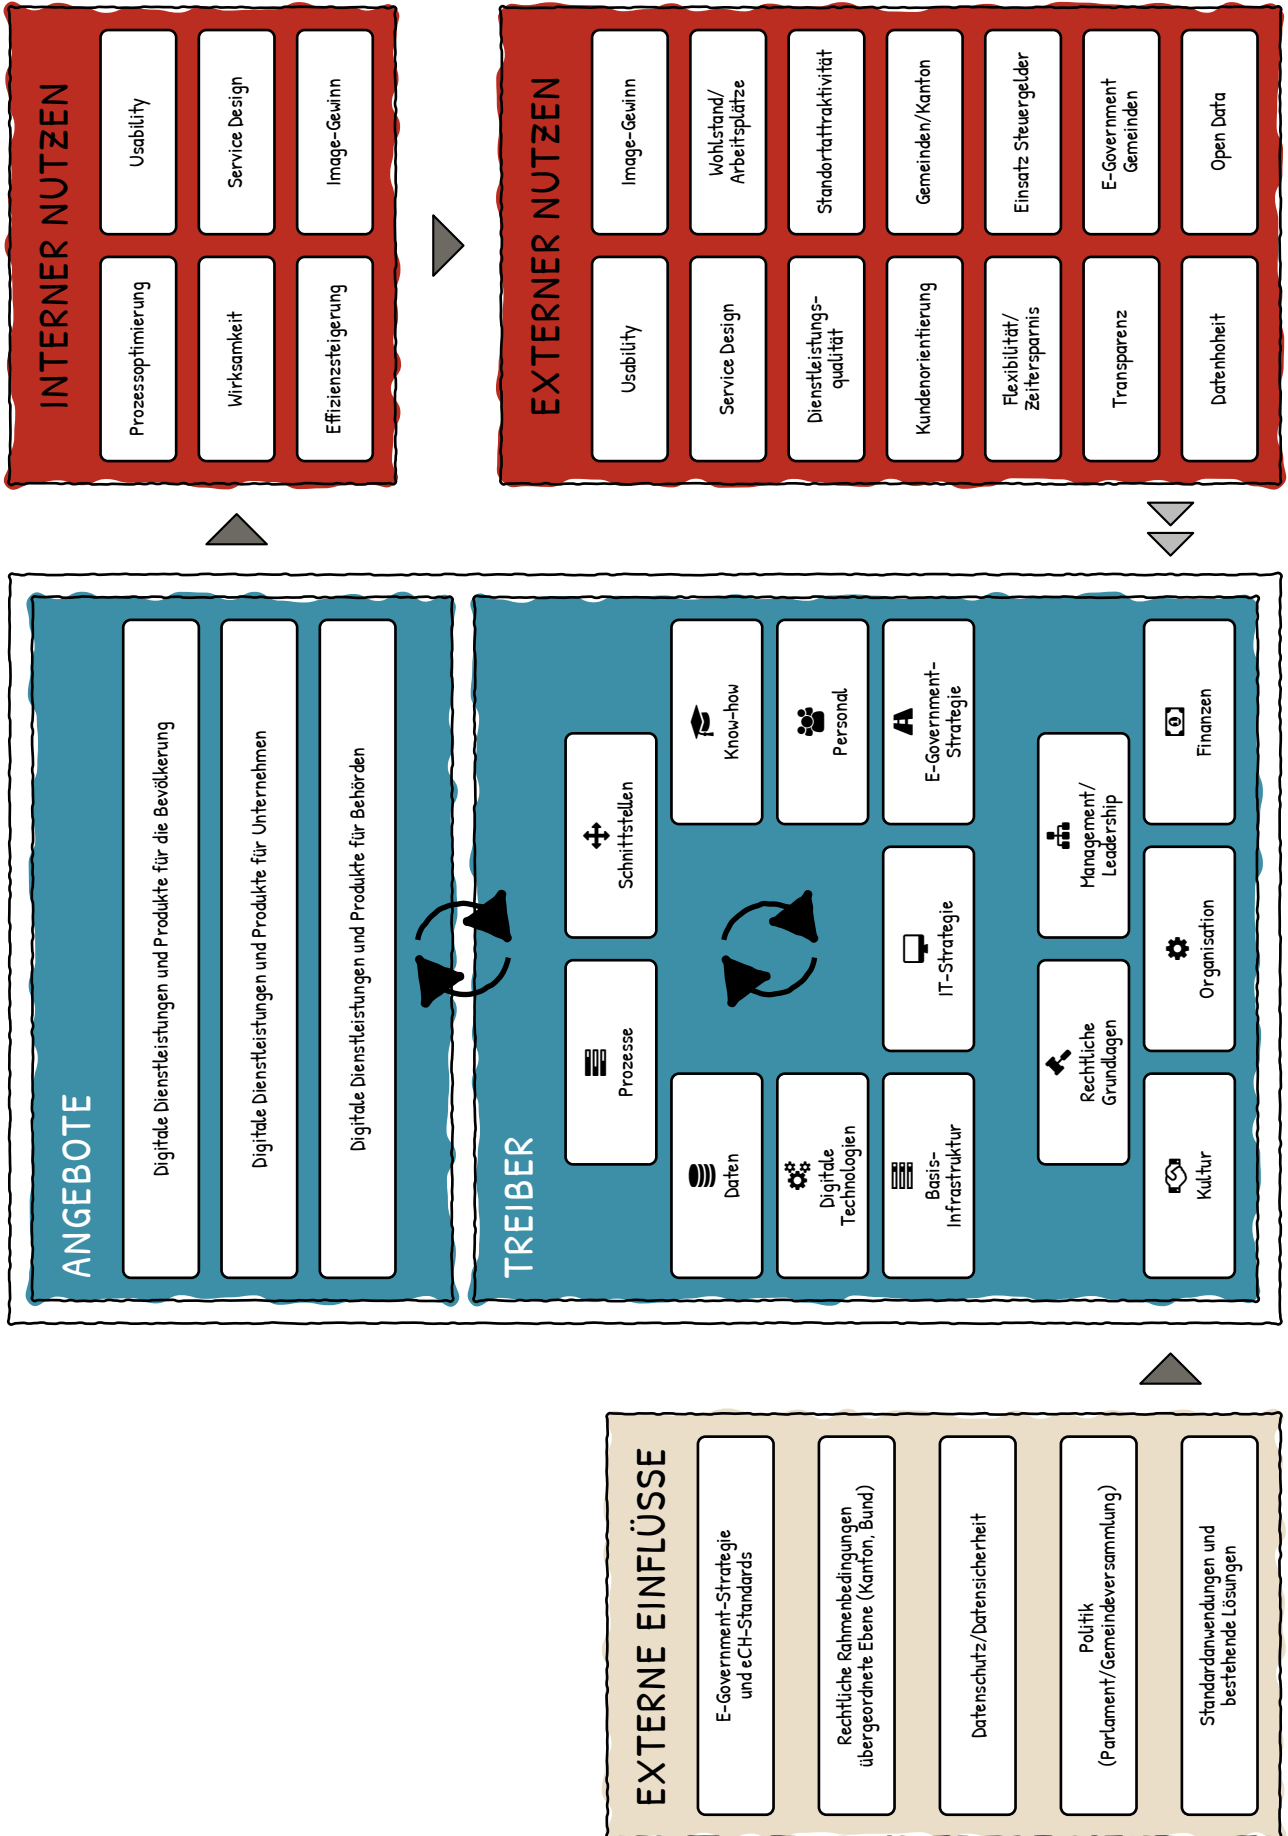 EXTERNE EINFLÜSSE
E-Government-Strategie
und eCH-Standards
Rechtliche Rahmenbedingungen
übergeordnete Ebene (Kanton, Bund)
Datenschutz/Datensicherheit
Politik
(Parlament/Gemeindeversammlung)
Standardanwendungen und
bestehende Lösungen
ANGEBOTE
Digitale Dienstleistungen und Produkte für die Bevölkerung
Digitale Dienstleistungen und Produkte für Unternehmen
Digitale Dienstleistungen und Produkte für Behörden
TREIBER
Prozesse
Schnittstellen
Daten
Know-how
Digitale
Technologien
Personal
Basis-
Infrastruktur
IT-Strategie
E-Government-
Strategie
Rechtliche
Grundlagen
Management/
Leadership
Kultur
Organisation
Finanzen
INTERNER NUTZEN
Prozessoptimierung
Usability
Wirksamkeit
Service Design
Effizienzsteigerung
Image-Gewinn
EXTERNER NUTZEN
Usability
Image-Gewinn
Service Design
Wohlstand/
Arbeitsplätze
Dienstleistungs-
qualität
Standortattraktivität
Kundenorientierung
Gemeinden/Kanton
Flexibilität/
Zeitersparnis
Einsatz Steuergelder
Transparenz
E-Government
Gemeinden
Datenhoheit
Open Data